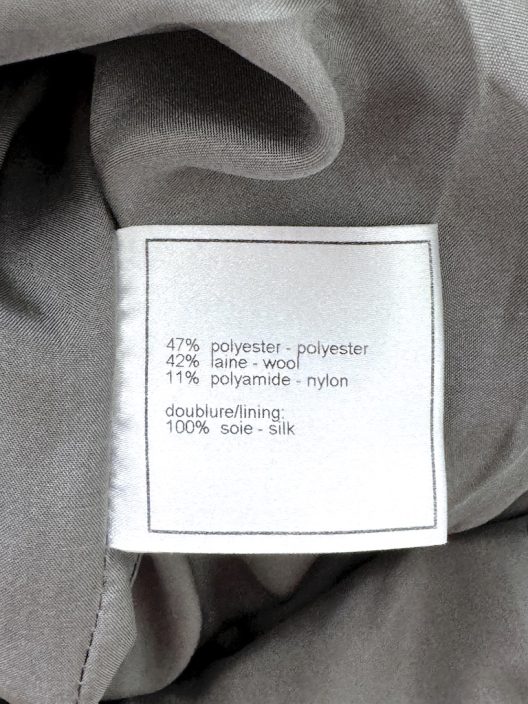 47% polyester - polyester
42% laine - wool
11% polyamide - nylon
doublure/lining:
100% soie - silk